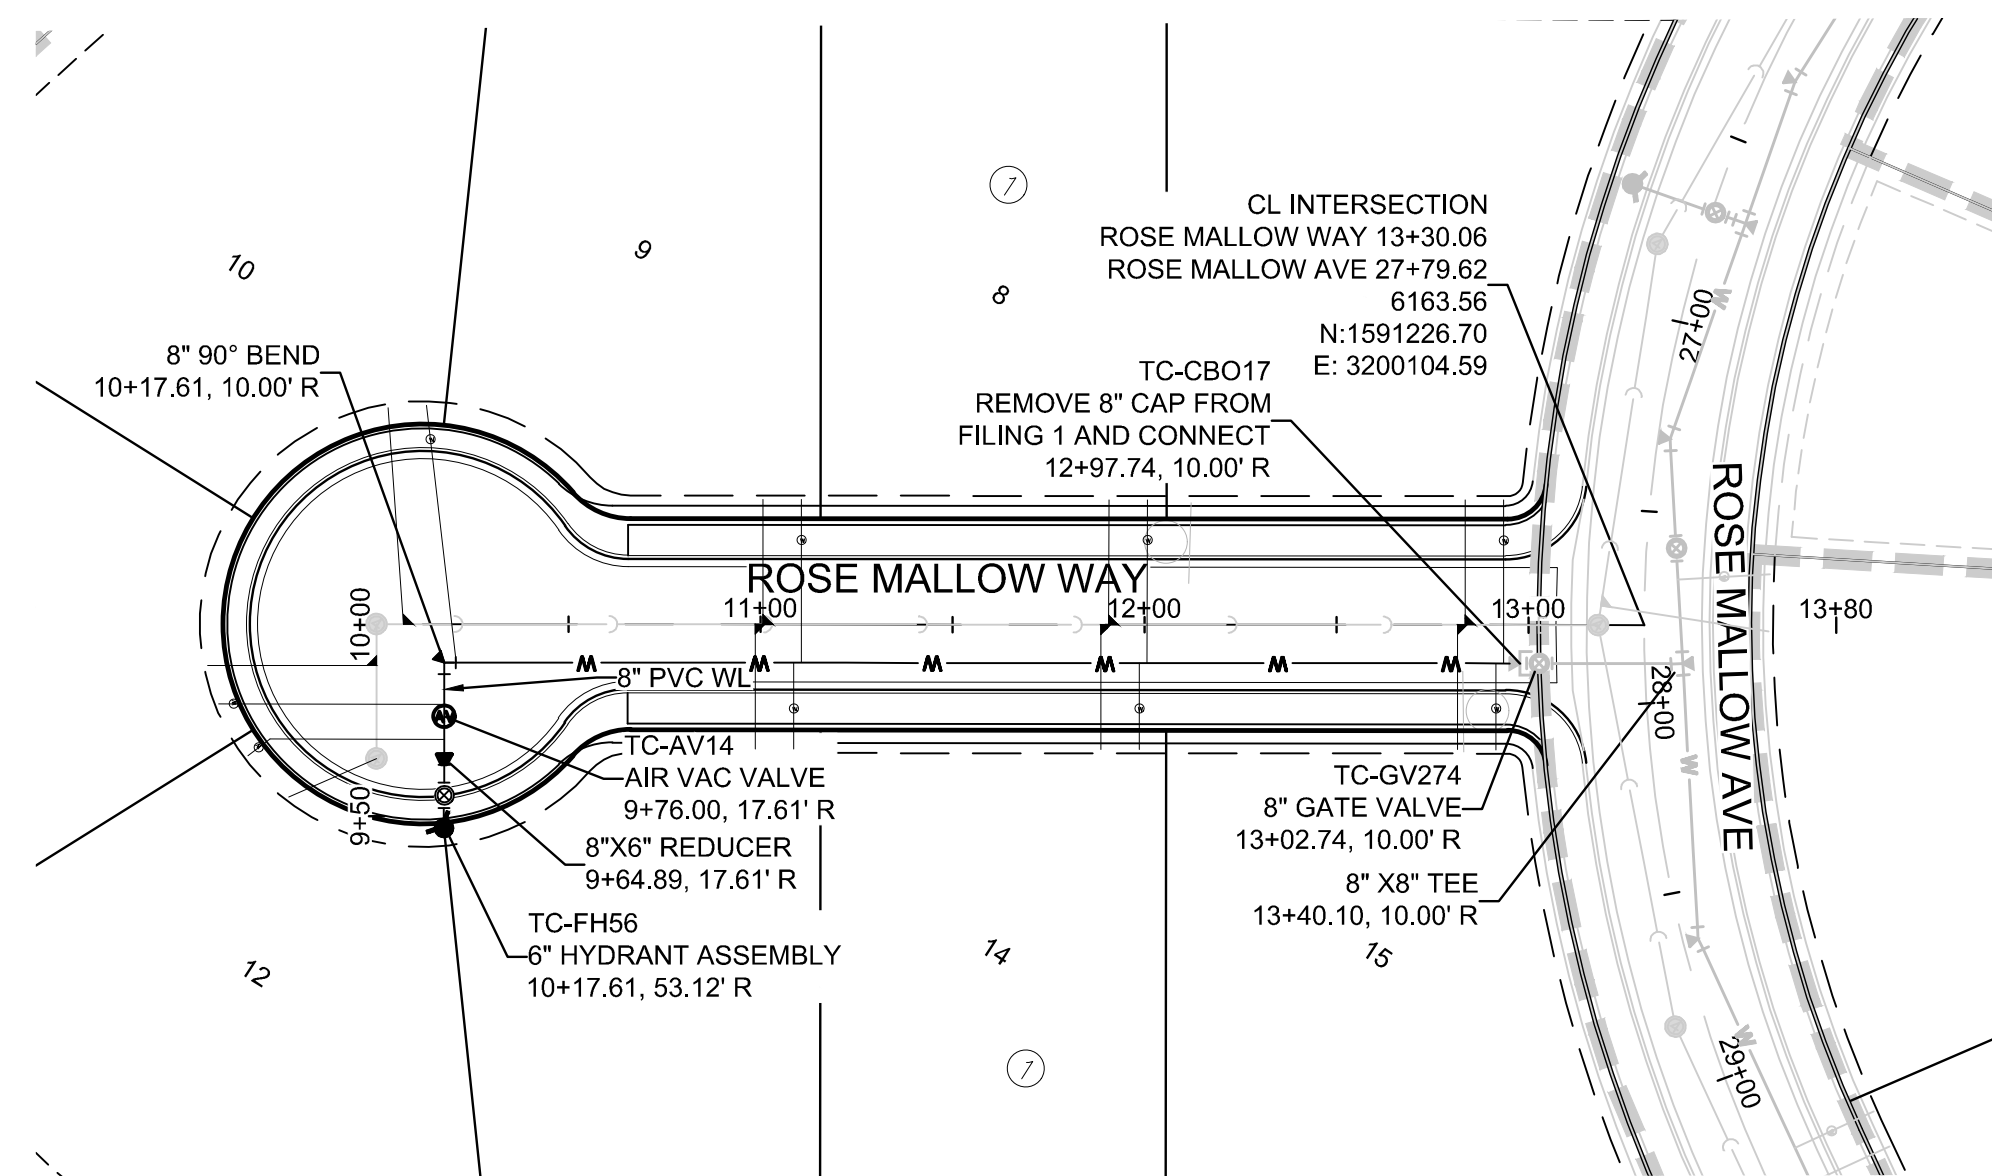 CL INTERSECTION
ROSE MALLOW WAY 13+30.06
ROSE MALLOW AVE 27+79.62
6163.56
N:1591226.70
E: 3200104.59
7
10
9
8
8" 90° BEND
10+17.61, 10.00' R
TC-CBO17
REMOVE 8" CAP FROM
FILING 1 AND CONNECT
12+97.74, 10.00' R
27+00
W
ROSE MALLOW WAY
10+00
11+00
12+00
13+00
13+80
ROSE MALLOW AVE
W
W
W
W
W
W
8" PVC WL
28+00
W
TC-AV14
AIR VAC VALVE
9+76.00, 17.61' R
9+50
8"X6" REDUCER
9+64.89, 17.61' R
TC-GV274
8" GATE VALVE
13+02.74, 10.00' R
8" X8" TEE
13+40.10, 10.00' R
TC-FH56
6" HYDRANT ASSEMBLY
10+17.61, 53.12' R
12
14
15
7
W
29+00